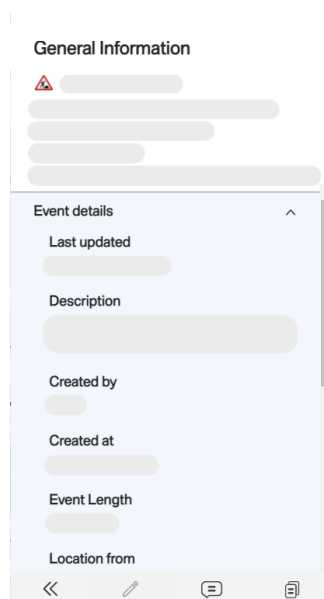 General Information
Event details
Last updated
Description
Created by
Created at
Event Length
Location from